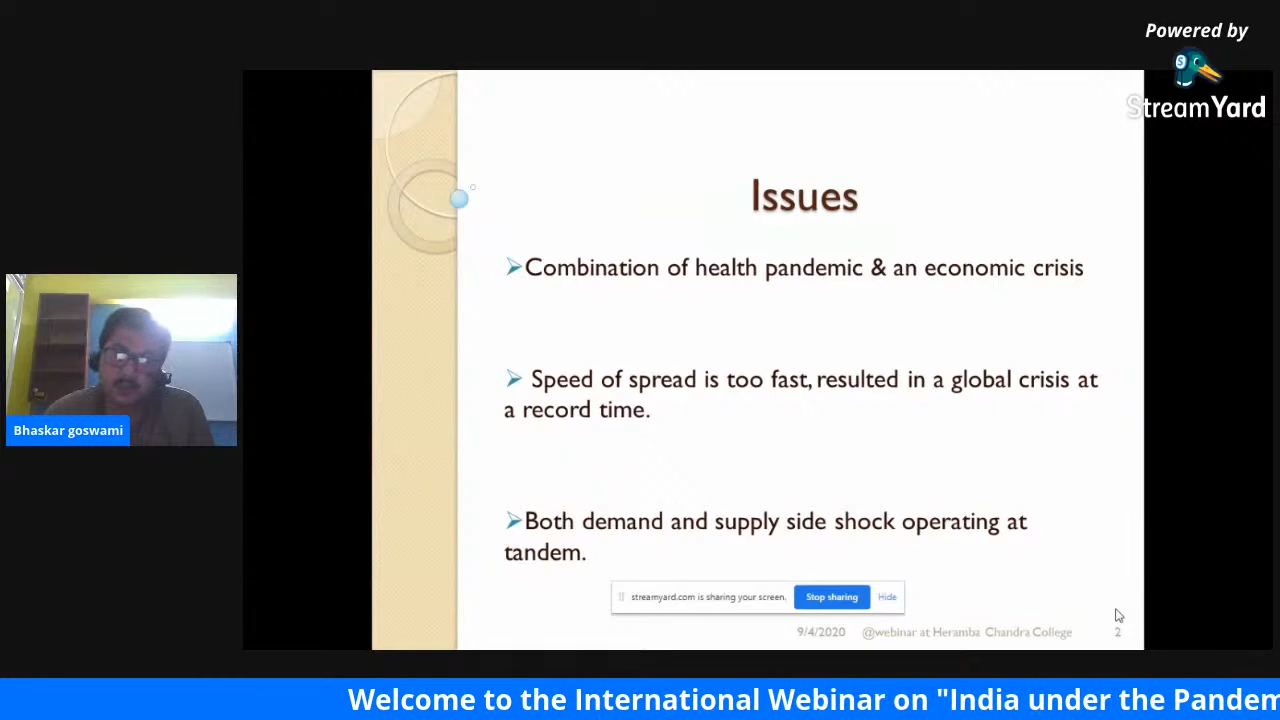 Powered by
StreamYard
Issues
➢Combination of health pandemic & an economic crisis
➢ Speed of spread is too fast, resulted in a global crisis at
a record time.
➢Both demand and supply side shock operating at
tandem.
streamyard.com is sharing your screen. Stop sharing Hide
9/4/2020 @webinar at Heramba Chandra College 2
Bhaskar goswami
Welcome to the International Webinar on "India under the Pandem